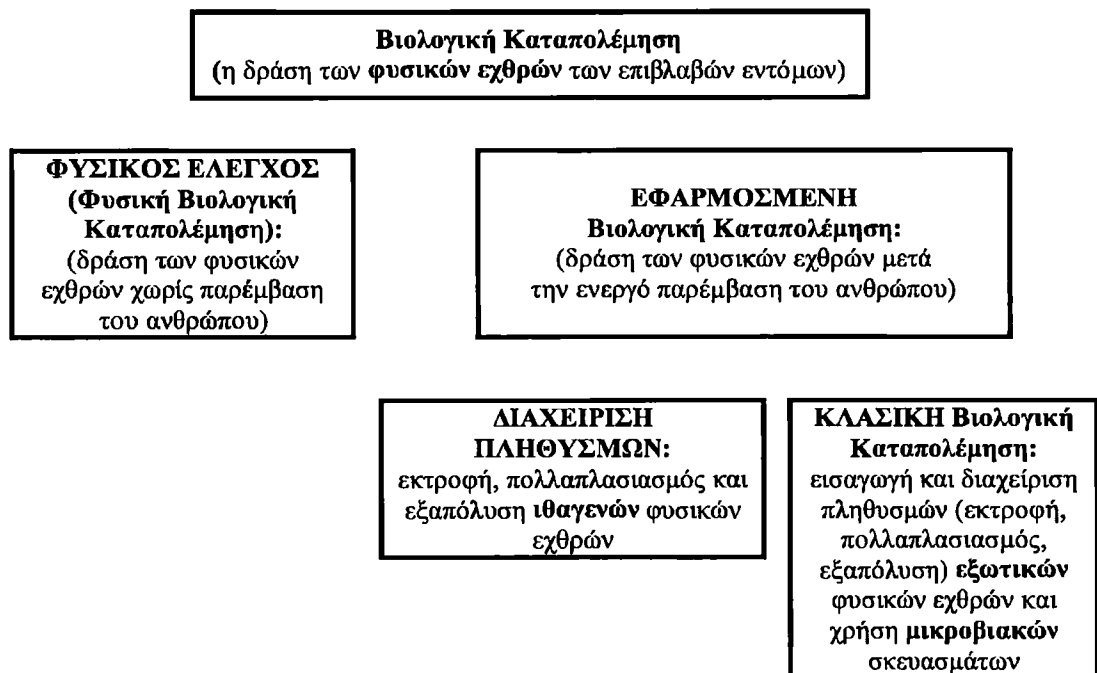 Βιολογική Καταπολέμηση
(η δράση των φυσικών εχθρών των επιβλαβών εντόμων)
ΦΥΣΙΚΟΣ ΕΛΕΓΧΟΣ
(Φυσική Βιολογική
Καταπολέμηση):
(δράση των φυσικών
εχθρών χωρίς παρέμβαση
του ανθρώπου)
ΕΦΑΡΜΟΣΜΕΝΗ
Βιολογική Καταπολέμηση:
(δράση των φυσικών εχθρών μετά
την ενεργό παρέμβαση του ανθρώπου)
ΔΙΑΧΕΙΡΙΣΗ
ΠΛΗΘΥΣΜΩΝ:
εκτροφή, πολλαπλασιασμός και
εξαπόλυση ιθαγενών φυσικών
εχθρών
ΚΛΑΣΙΚΗ Βιολογική
Καταπολέμηση:
εισαγωγή και διαχείριση
πληθυσμών (εκτροφή,
πολλαπλασιασμός,
εξαπόλυση) εξωτικών
φυσικών εχθρών και
χρήση μικροβιακών
σκευασμάτων